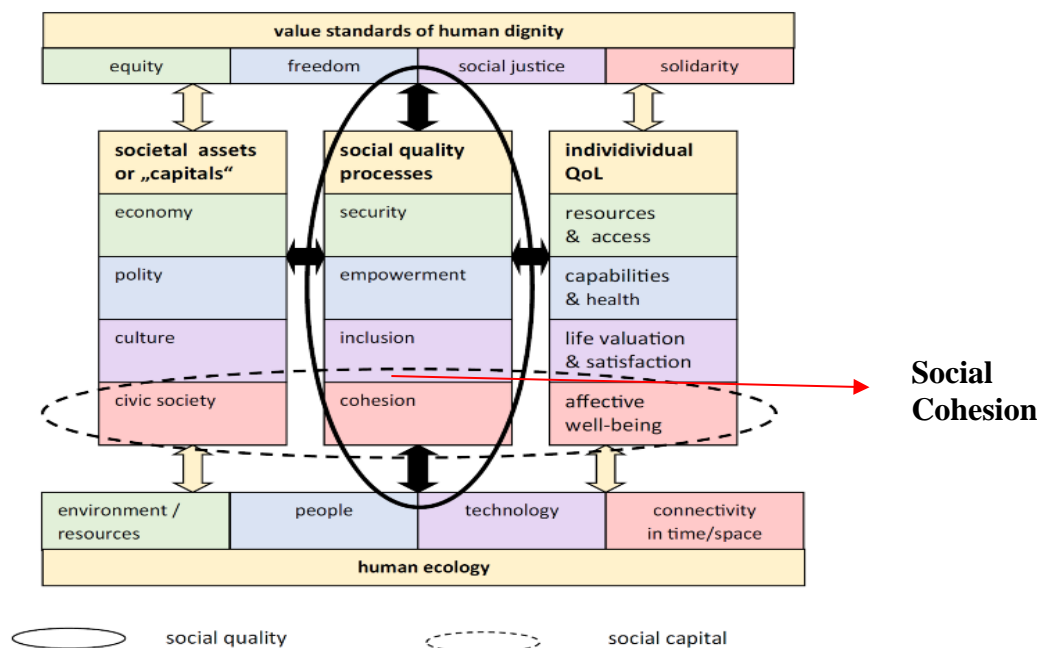 value standards of human dignity
equity
freedom
social justice
solidarity
societal assets
or „capitals“
social quality
processes
individividual
QoL
economy
security
resources
& access
polity
empowerment
capabilities
& health
culture
inclusion
life valuation
& satisfaction
civic society
cohesion
affective
well-being
Social
Cohesion
environment /
resources
people
technology
connectivity
in time/space
human ecology
social quality
social capital